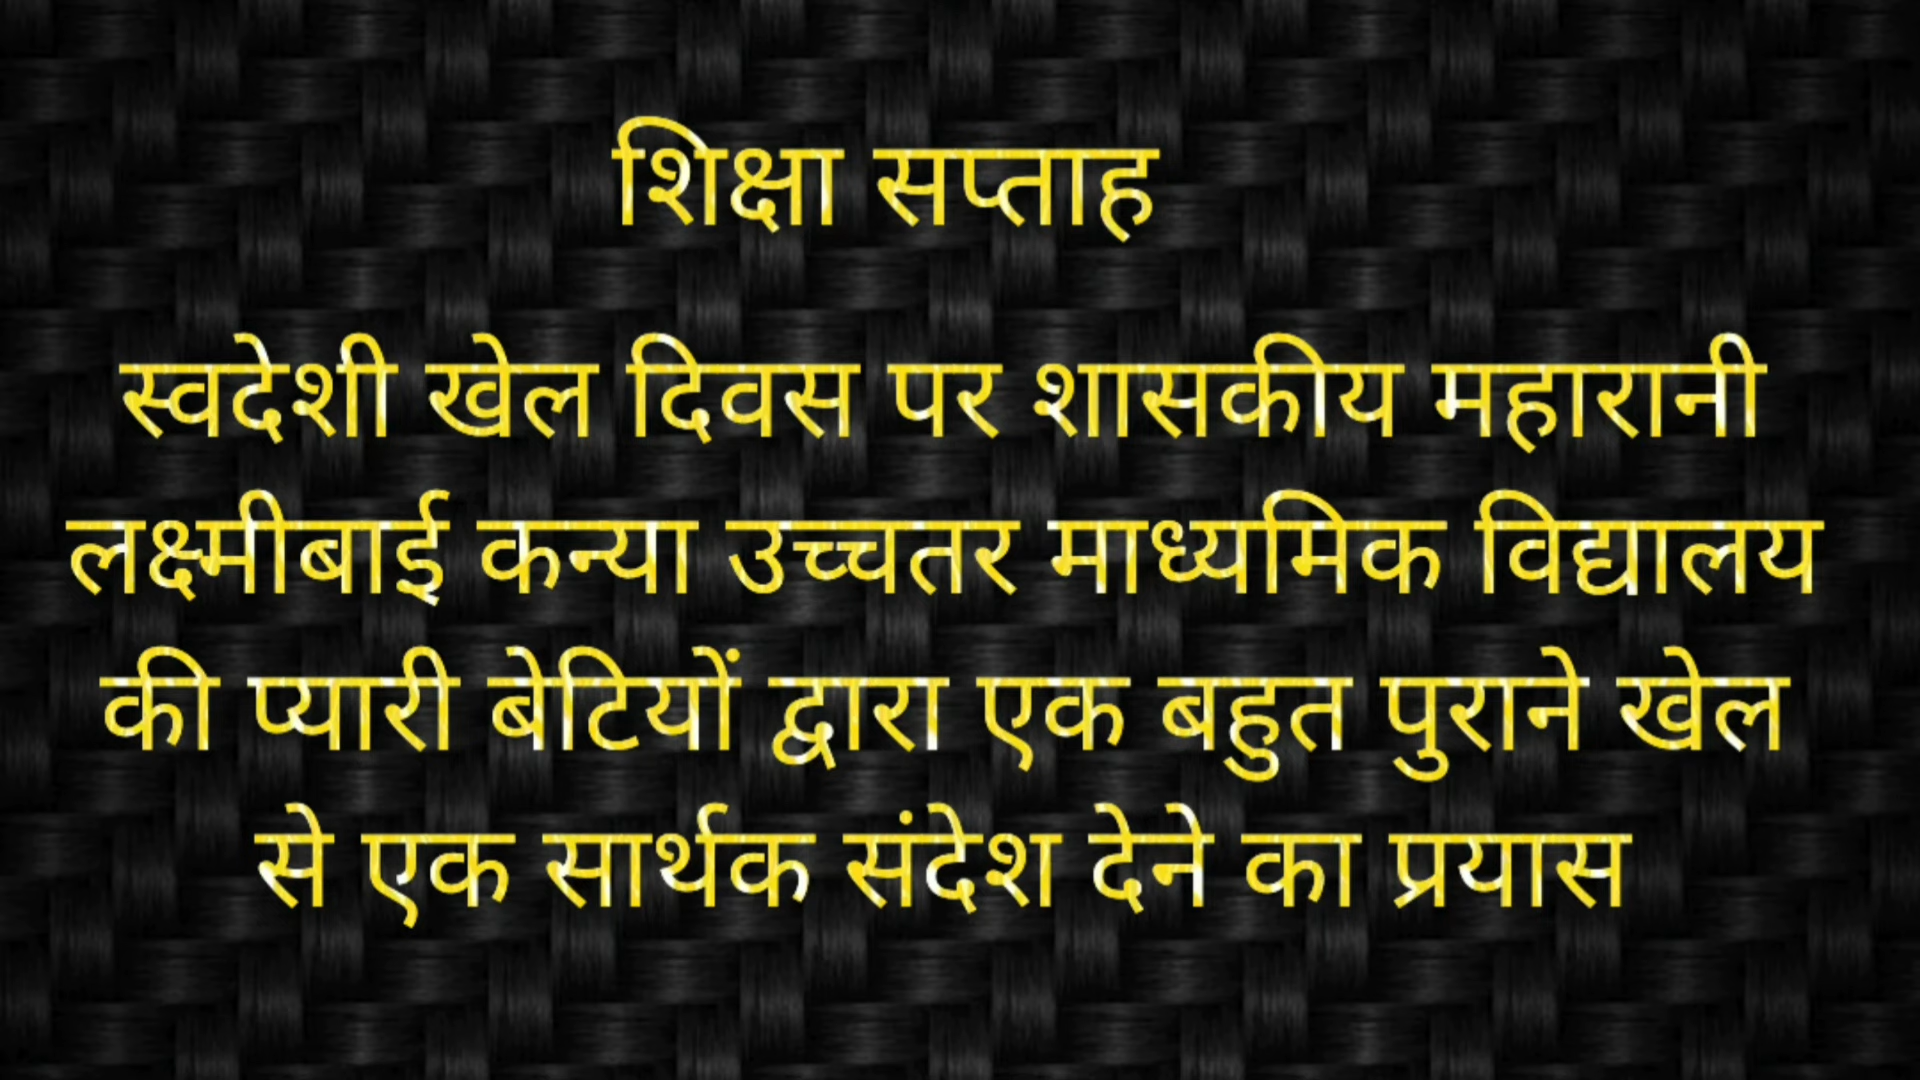 शिक्षा सप्ताह
स्वदेशी खेल दिवस पर शासकीय महारानी
लक्ष्मीबाई कन्या उच्चतर माध्यमिक विद्यालय
की प्यारी बेटियों द्वारा एक बहुत पुराने खेल
से एक सार्थक संदेश देने का प्रयास